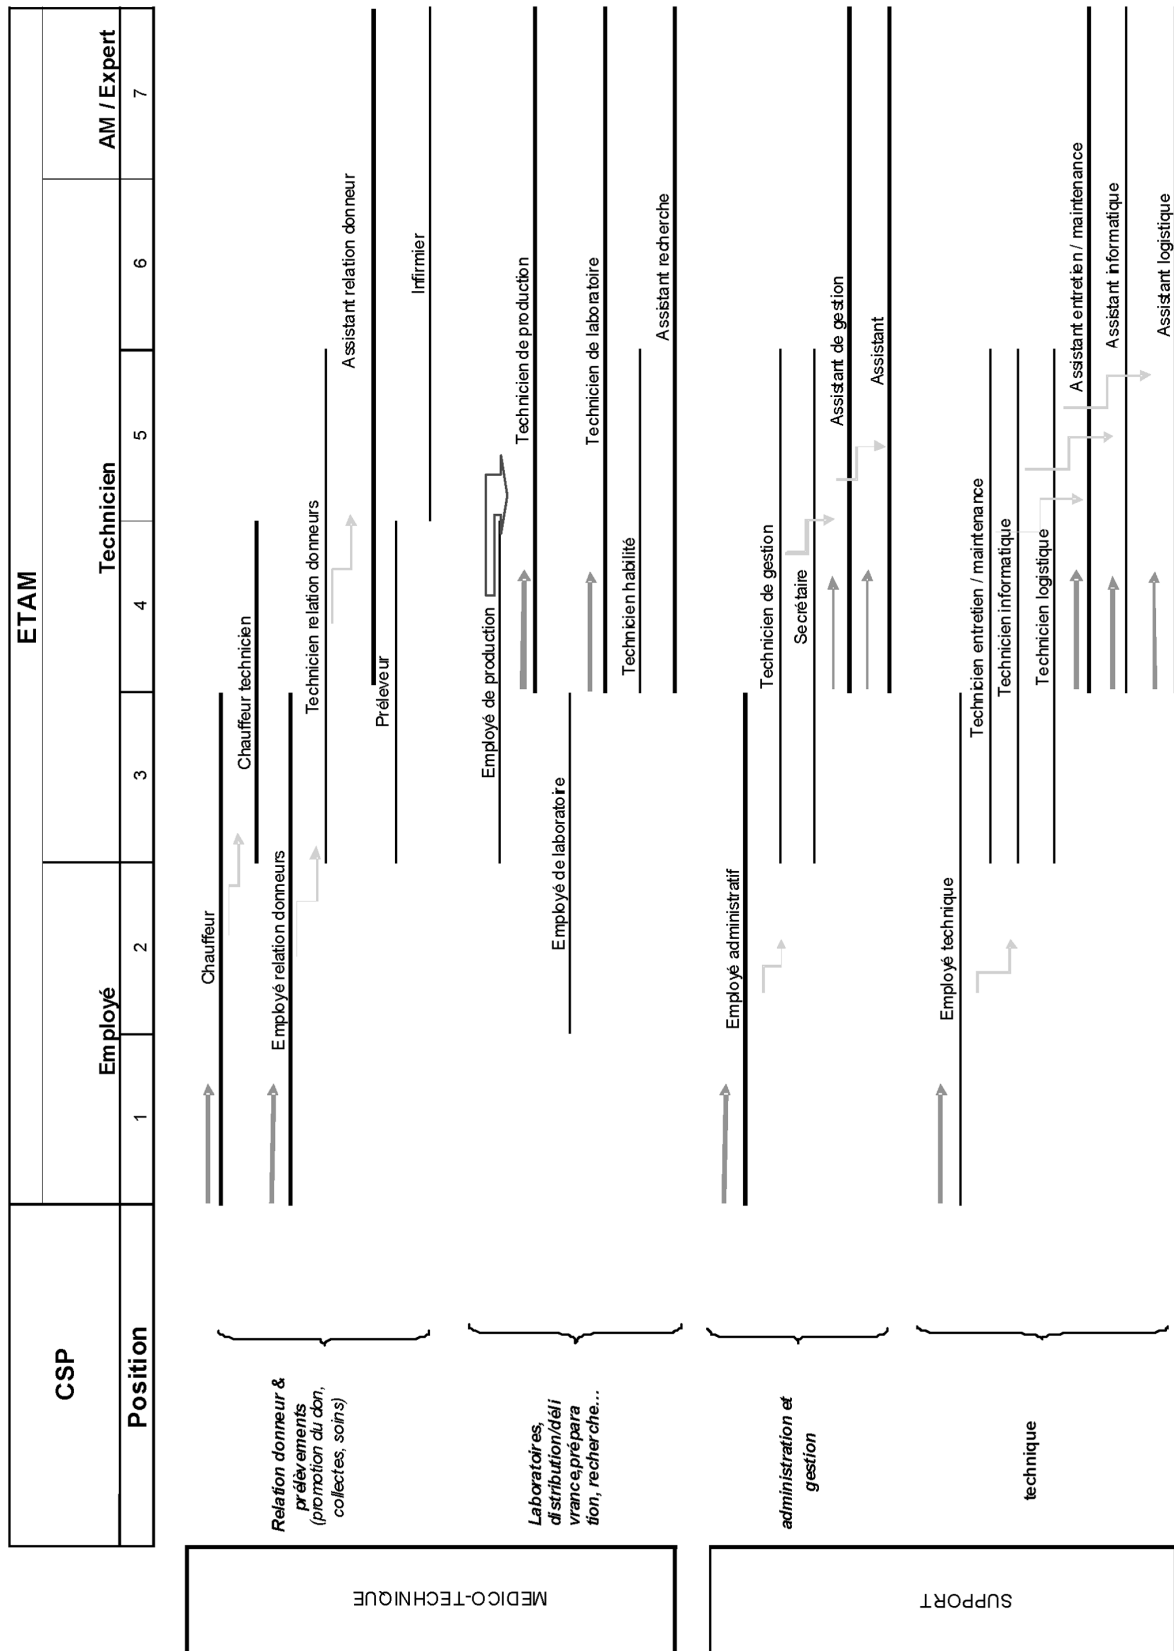 CSP
ETAM
Employé
Technicien
AM / Expert
Position
1
2
3
4
5
6
7
MEDICO-TECHNIQUE
Relation donneur &
prélèvements
(promotion du don,
collectes, soins)
Chauffeur
Chauffeur technicien
Employé relation donneurs
Technicien relation donneurs
Assistant relation donneur
Préleveur
Infirmier
Laboratoires,
distribution/déli
vrance,prépara
tion, recherche...
Employé de production
Technicien de production
Employé de laboratoire
Technicien de laboratoire
Technicien habilité
Assistant recherche
SUPPORT
administration et
gestion
Employé administratif
Technicien de gestion
Secrétaire
Assistant de gestion
Assistant
technique
Employé technique
Technicien entretien / maintenance
Technicien informatique
Technicien logistique
Assistant entretien / maintenance
Assistant informatique
Assistant logistique